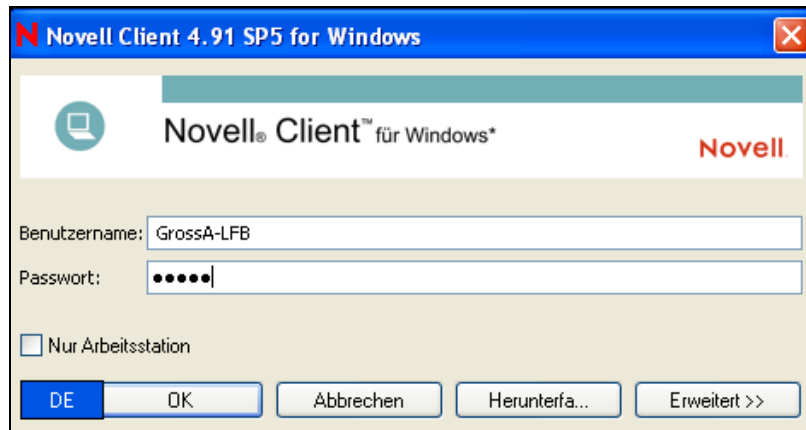 Novell Client 4.91 SP5 for Windows
Novell® Client™ für Windows*
Novell.
Benutzername: GrossA-LFB
Passwort: •••••
Nur Arbeitsstation
DE OK Abbrechen Herunterfa... Erweitert >>